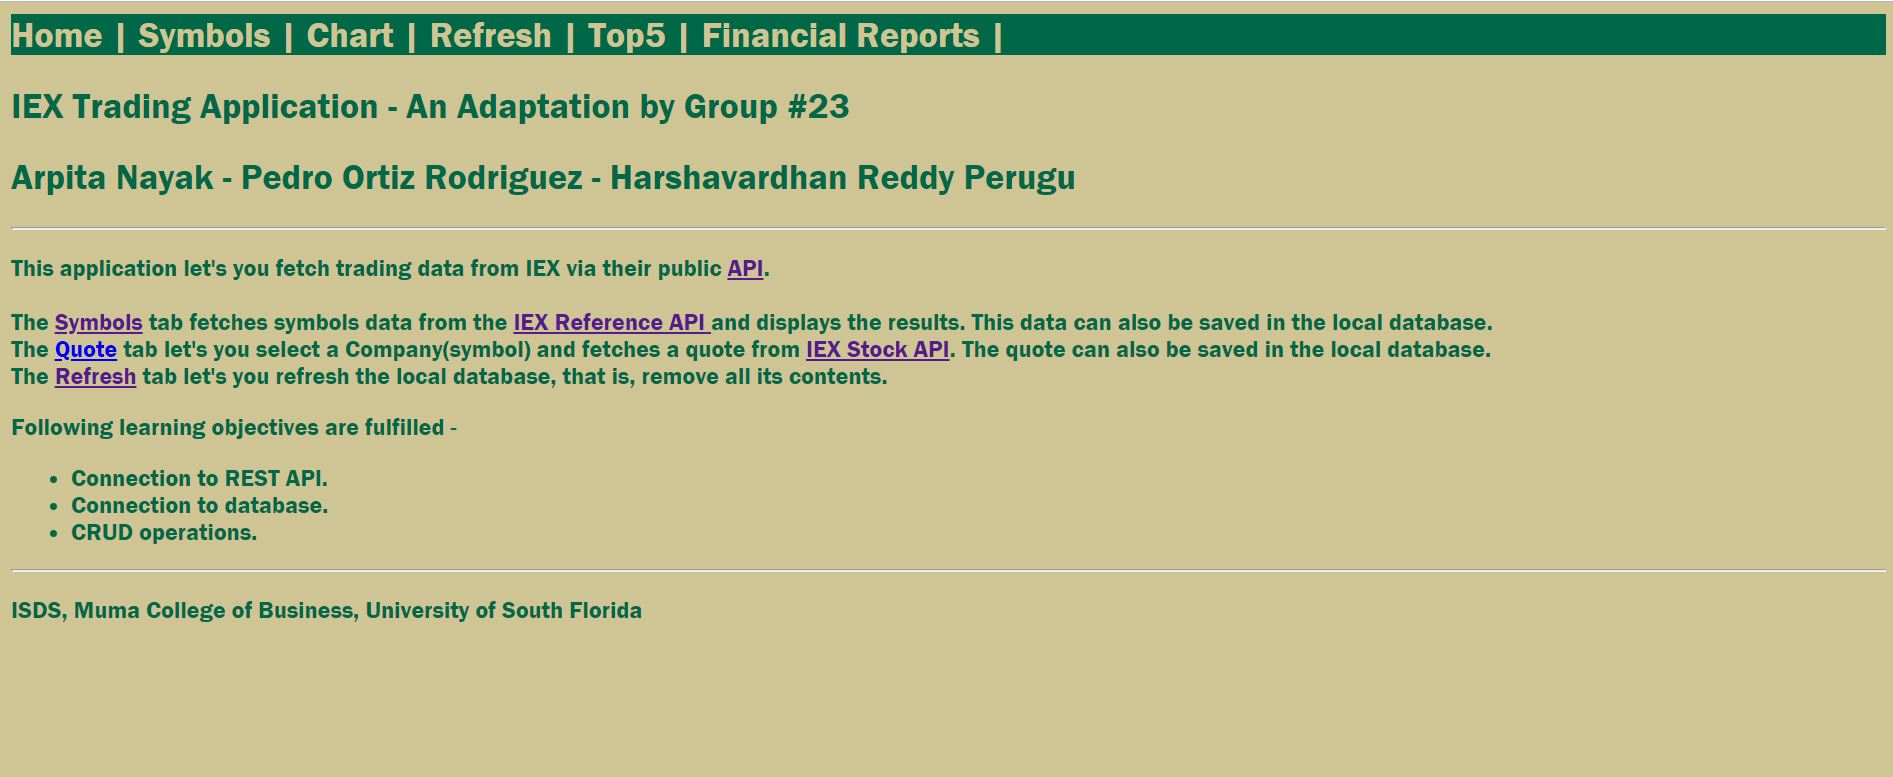 Home | Symbols | Chart | Refresh | Top5 | Financial Reports |
IEX Trading Application - An Adaptation by Group #23
Arpita Nayak - Pedro Ortiz Rodriguez - Harshavardhan Reddy Perugu
This application let's you fetch trading data from IEX via their public API.
The Symbols tab fetches symbols data from the IEX Reference API and displays the results. This data can also be saved in the local database.
The Quote tab let's you select a Company(symbol) and fetches a quote from IEX Stock API. The quote can also be saved in the local database.
The Refresh tab let's you refresh the local database, that is, remove all its contents.
Following learning objectives are fulfilled -
• Connection to REST API.
• Connection to database.
• CRUD operations.
ISDS, Muma College of Business, University of South Florida